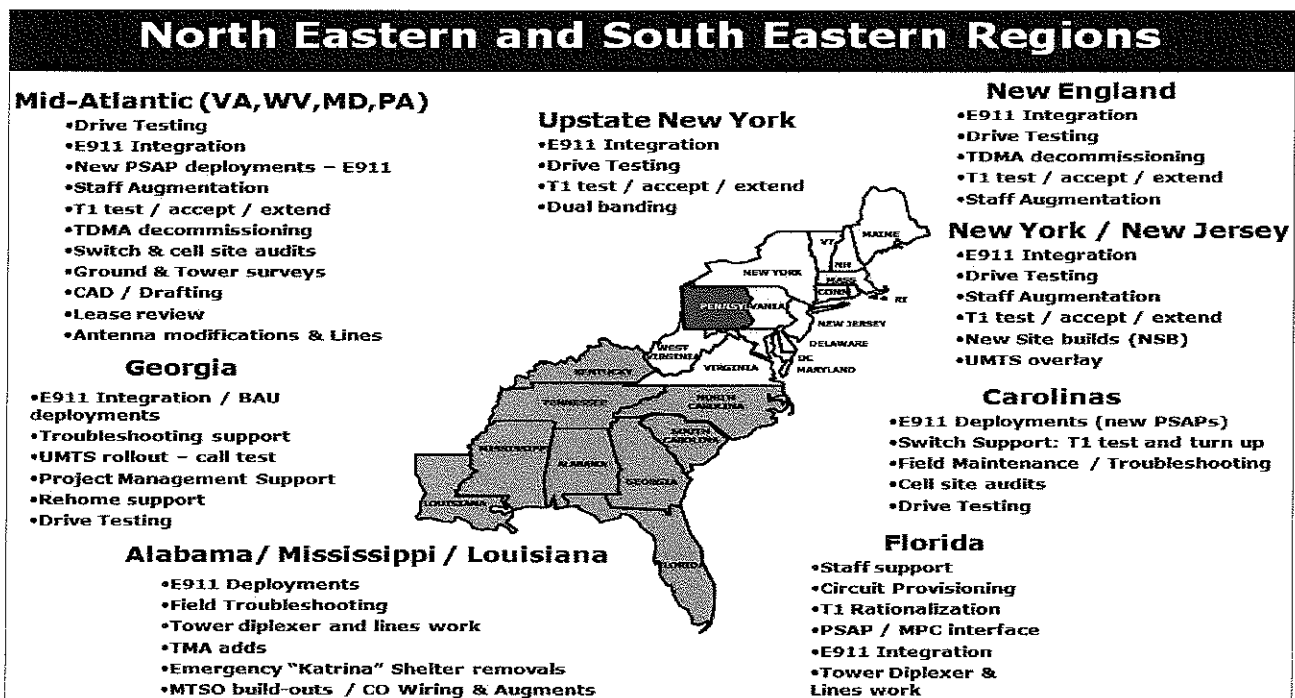 North Eastern and South Eastern Regions
Mid-Atlantic (VA,WV,MD,PA)
•Drive Testing
•E911 Integration
•New PSAP deployments – E911
•Staff Augmentation
•T1 test / accept / extend
•TDMA decommissioning
•Switch & cell site audits
•Ground & Tower surveys
•CAD / Drafting
•Lease review
•Antenna modifications & Lines
Upstate New York
•E911 Integration
•Drive Testing
•T1 test / accept / extend
•Dual banding
New England
•E911 Integration
•Drive Testing
•TDMA decommissioning
•T1 test / accept / extend
•Staff Augmentation
New York / New Jersey
•E911 Integration
•Drive Testing
•Staff Augmentation
•T1 test / accept / extend
•New Site builds (NSB)
•UMTS overlay
Georgia
•E911 Integration / BAU
deployments
•Troubleshooting support
•UMTS rollout – call test
•Project Management Support
•Rehome support
•Drive Testing
Carolinas
•E911 Deployments (new PSAPs)
•Switch Support: T1 test and turn up
•Field Maintenance / Troubleshooting
•Cell site audits
•Drive Testing
Alabama/ Mississippi / Louisiana
•E911 Deployments
•Field Troubleshooting
•Tower diplexer and lines work
•TMA adds
•Emergency "Katrina" Shelter removals
•MTSO build-outs / CO Wiring & Augments
Florida
•Staff support
•Circuit Provisioning
•T1 Rationalization
•PSAP / MPC interface
•E911 Integration
•Tower Diplexer &
Lines work
MAINE
VT
NH
NEW YORK
MASS
CONN
RI
VANIA
NEW JERSEY
DELAWARE
DC
MARYLAND
WEST
VIRGINIA
VIRGINIA
KENTUCKY
TENNESSEE
NORTH
CAROLINA
SOUTH
CAROLINA
MISSISSIPPI
ALABAMA
GEORGIA
LOUISIANA